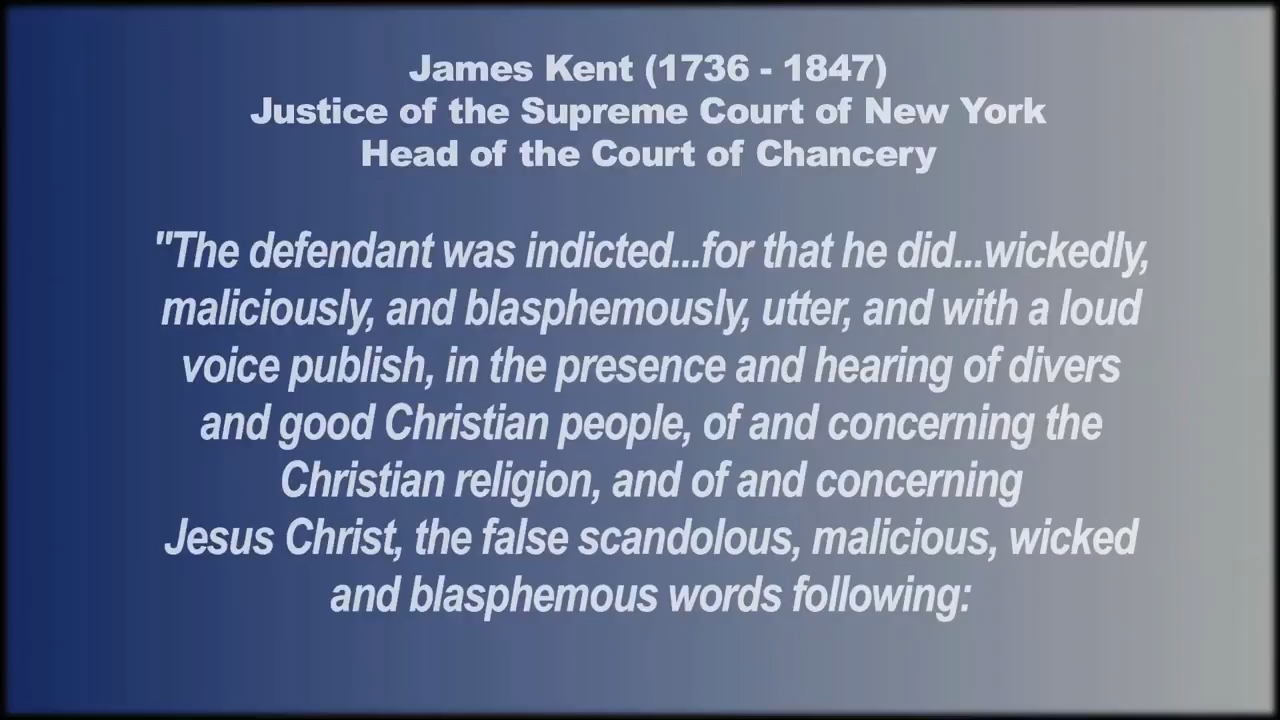 James Kent (1736 - 1847)
Justice of the Supreme Court of New York
Head of the Court of Chancery
"The defendant was indicted...for that he did...wickedly,
maliciously, and blasphemously, utter, and with a loud
voice publish, in the presence and hearing of divers
and good Christian people, of and concerning the
Christian religion, and of and concerning
Jesus Christ, the false scandolous, malicious, wicked
and blasphemous words following: